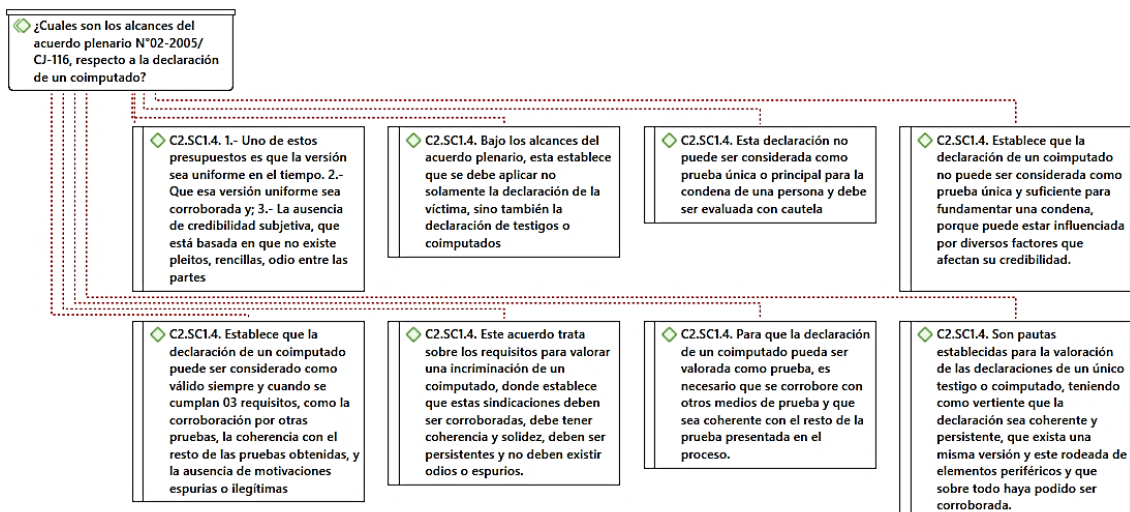 ¿Cuales son los alcances del
acuerdo plenario N°02-2005/
CJ-116, respecto a la declaración
de un coimputado?
C2.SC1.4. 1.- Uno de estos
presupuestos es que la versión
sea uniforme en el tiempo. 2.-
Que esa versión uniforme sea
corroborada y; 3.- La ausencia
de credibilidad subjetiva, que
está basada en que no existe
pleitos, rencillas, odio entre las
partes
C2.SC1.4. Bajo los alcances del
acuerdo plenario, esta establece
que se debe aplicar no
solamente la declaración de la
víctima, sino también la
declaración de testigos o
coimputados
C2.SC1.4. Esta declaración no
puede ser considerada como
prueba única o principal para la
condena de una persona y debe
ser evaluada con cautela
C2.SC1.4. Establece que la
declaración de un coimputado
no puede ser considerada como
prueba única y suficiente para
fundamentar una condena,
porque puede estar influenciada
por diversos factores que
afectan su credibilidad.
C2.SC1.4. Establece que la
declaración de un coimputado
puede ser considerado como
válido siempre y cuando se
cumplan 03 requisitos, como la
corroboración por otras
pruebas, la coherencia con el
resto de las pruebas obtenidas, y
la ausencia de motivaciones
espurias o ilegítimas
C2.SC1.4. Este acuerdo trata
sobre los requisitos para valorar
una incriminación de un
coimputado, donde establece
que estas sindicaciones deben
ser corroboradas, debe tener
coherencia y solidez, deben ser
persistentes y no deben existir
odios o espurios.
C2.SC1.4. Para que la declaración
de un coimputado pueda ser
valorada como prueba, es
necesario que se corrobore con
otros medios de prueba y que
sea coherente con el resto de la
prueba presentada en el
proceso.
C2.SC1.4. Son pautas
establecidas para la valoración
de las declaraciones de un único
testigo o coimputado, teniendo
como vertiente que la
declaración sea coherente y
persistente, que exista una
misma versión y este rodeada de
elementos periféricos y que
sobre todo haya podido ser
corroborada.